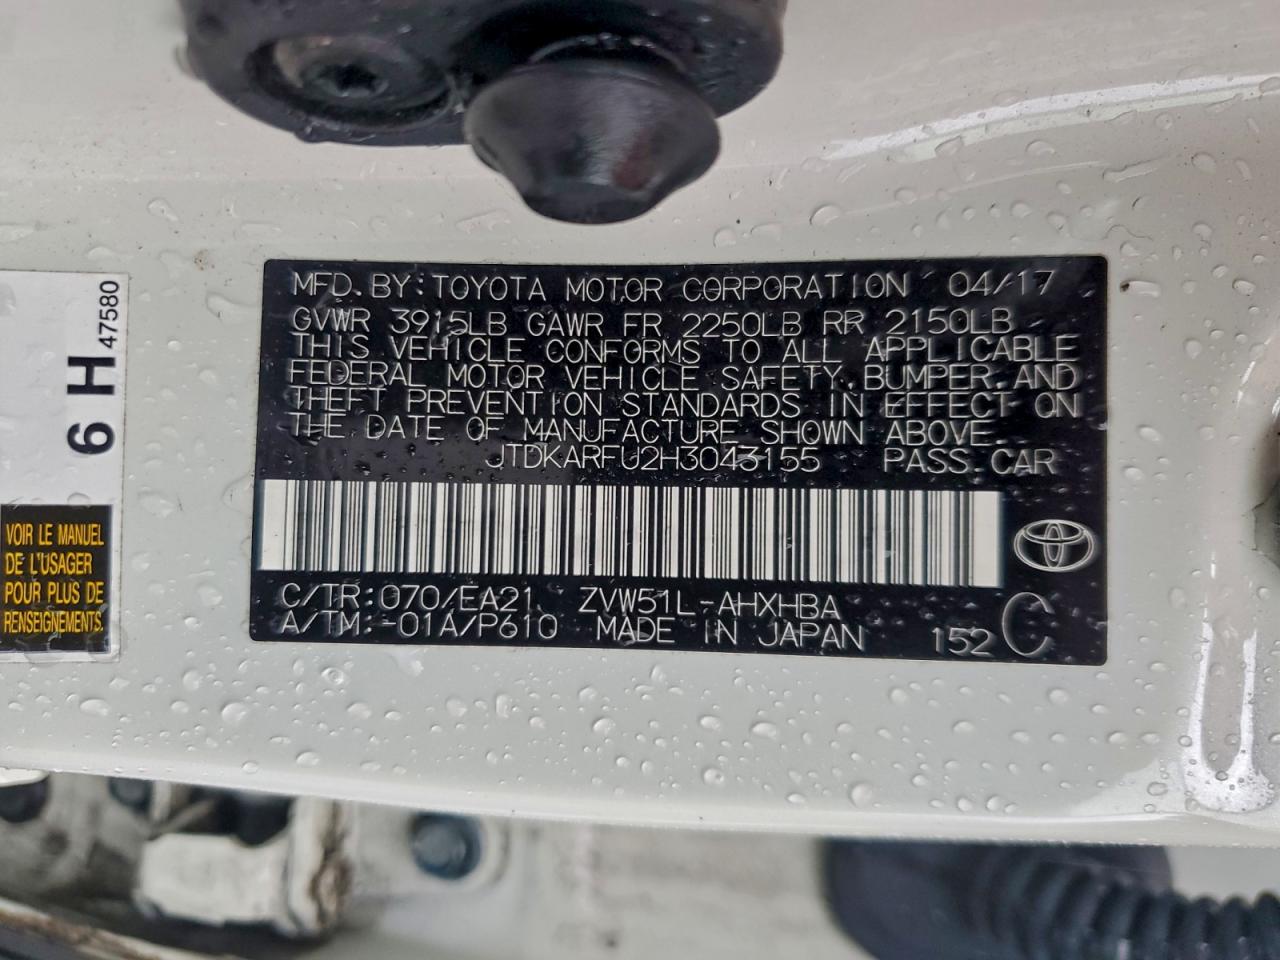 MFD. BY: TOYOTA MOTOR CORPORATION 04/17
GVWR 3915LB GAWR FR 2250LB RR 2150LB
THIS VEHICLE CONFORMS TO ALL APPLICABLE
FEDERAL MOTOR VEHICLE SAFETY, BUMPER, AND
THEFT PREVENTION STANDARDS IN EFFECT ON
THE DATE OF MANUFACTURE SHOWN ABOVE.
JTDKARFU2H3043155 PASS. CAR
C/TR: 070/EA21 ZVW51L-AHXHBA
A/TM: -01A/P610 MADE IN JAPAN 152 C
6 H 47580
VOIR LE MANUEL
DE L'USAGER
POUR PLUS DE
RENSEIGNEMENTS.